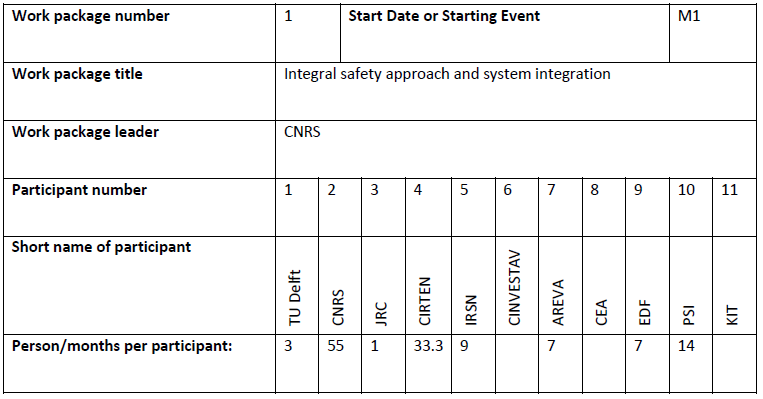 Work package number 1 Start Date or Starting Event M1
Work package title Integral safety approach and system integration
Work package leader CNRS
Participant number 1 2 3 4 5 6 7 8 9 10 11
Short name of participant TU Delft CNRS JRC CIRTEN IRSN CINVESTAV AREVA CEA EDF PSI KIT
Person/months per participant: 3 55 1 33.3 9 7 7 14